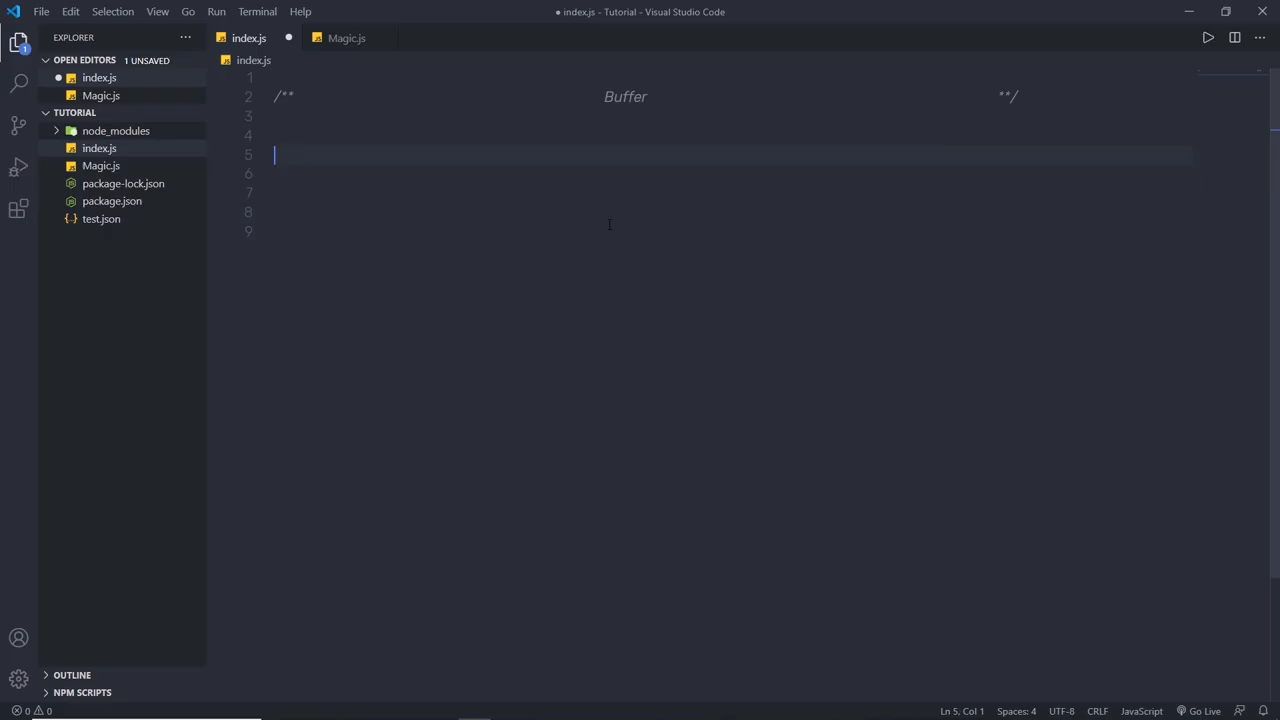 File Edit Selection View Go Run Terminal Help
● index.js - Tutorial - Visual Studio Code
EXPLORER
index.js
Magic.js
OPEN EDITORS 1 UNSAVED
index.js
index.js
Magic.js
TUTORIAL
node_modules
index.js
Magic.js
package-lock.json
package.json
test.json
1
2 /** Buffer **/
3
4
5
6
7
8
9
1
OUTLINE
NPM SCRIPTS
0 0
Ln 5, Col 1 Spaces: 4 UTF-8 CRLF JavaScript Go Live